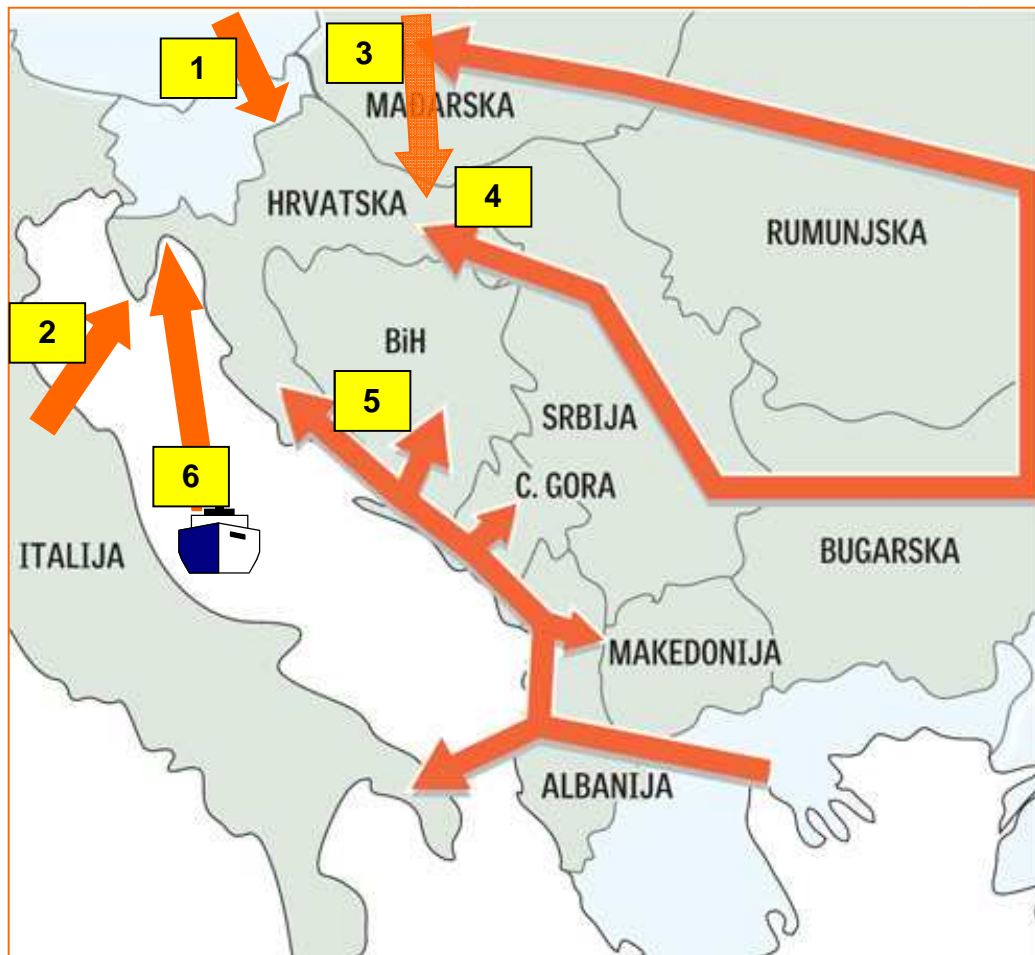 1
3
MAĐARSKA
4
HRVATSKA
RUMUNJSKA
2
BiH
5
SRBIJA
6
C. GORA
ITALIJA
BUGARSKA
MAKEDONIJA
ALBANIJA